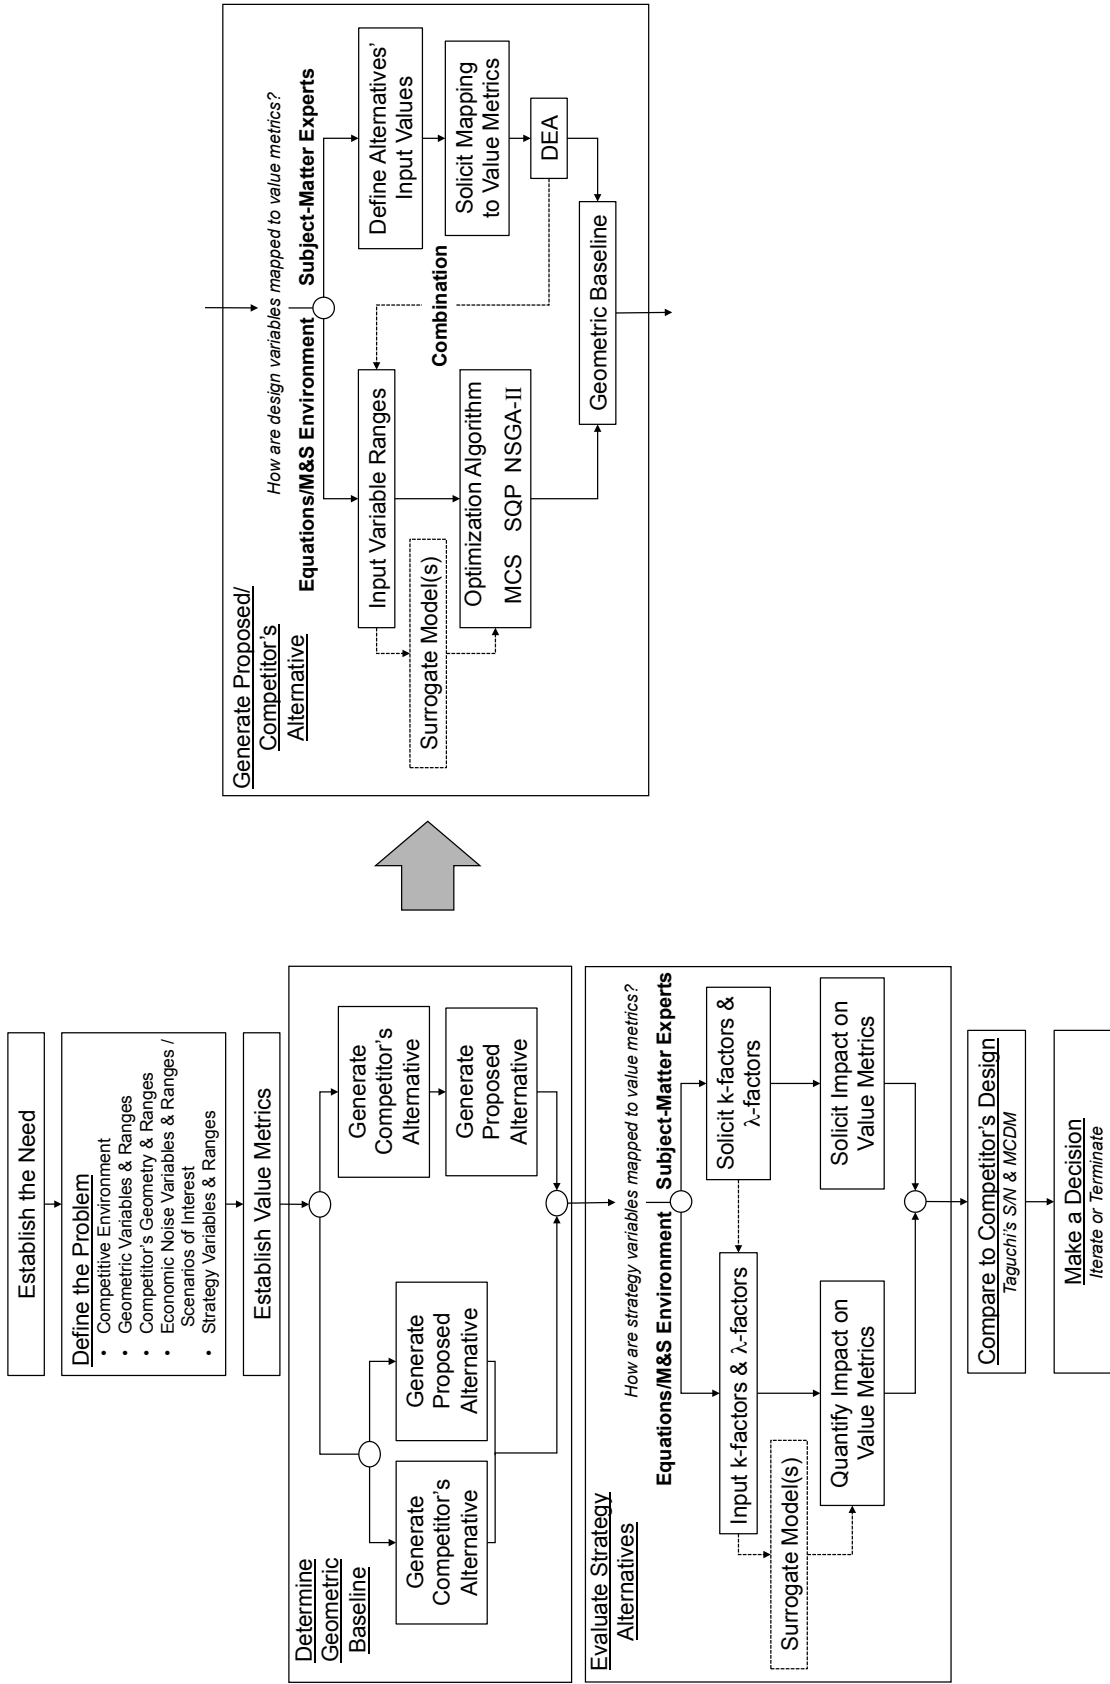 Establish the Need
Define the Problem
• Competitive Environment
• Geometric Variables & Ranges
• Competitor's Geometry & Ranges
• Economic Noise Variables & Ranges /
Scenarios of Interest
• Strategy Variables & Ranges
Establish Value Metrics
Determine
Geometric
Baseline
Generate
Competitor's
Alternative
Generate
Proposed
Alternative
Generate
Competitor's
Alternative
Generate
Proposed
Alternative
Evaluate Strategy
Alternatives
How are strategy variables mapped to value metrics?
Equations/M&S Environment
Subject-Matter Experts
Input k-factors & λ-factors
Solicit k-factors &
λ-factors
Surrogate Model(s)
Quantify Impact on
Value Metrics
Solicit Impact on
Value Metrics
Compare to Competitor's Design
Taguchi's S/N & MCDM
Make a Decision
Iterate or Terminate
Generate Proposed/
Competitor's
Alternative
How are design variables mapped to value metrics?
Equations/M&S Environment
Subject-Matter Experts
Input Variable Ranges
Define Alternatives'
Input Values
Surrogate Model(s)
Combination
Solicit Mapping
to Value Metrics
Optimization Algorithm
MCS SQP NSGA-II
DEA
Geometric Baseline